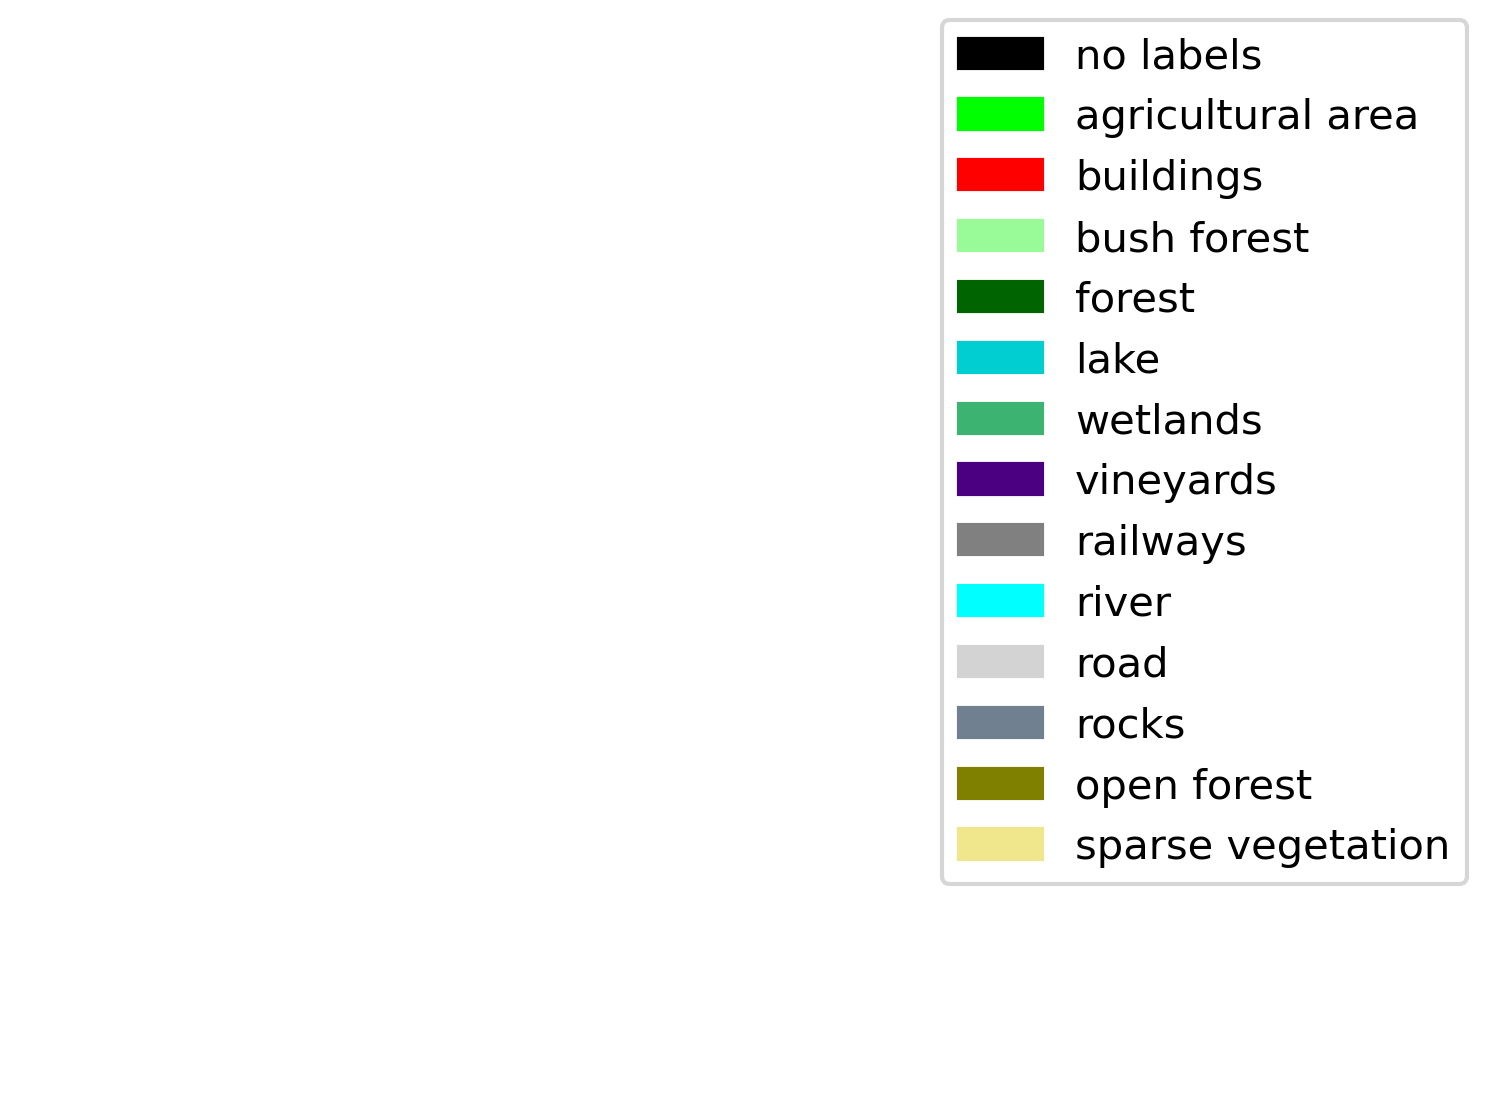 no labels
agricultural area
buildings
bush forest
forest
lake
wetlands
vineyards
railways
river
road
rocks
open forest
sparse vegetation